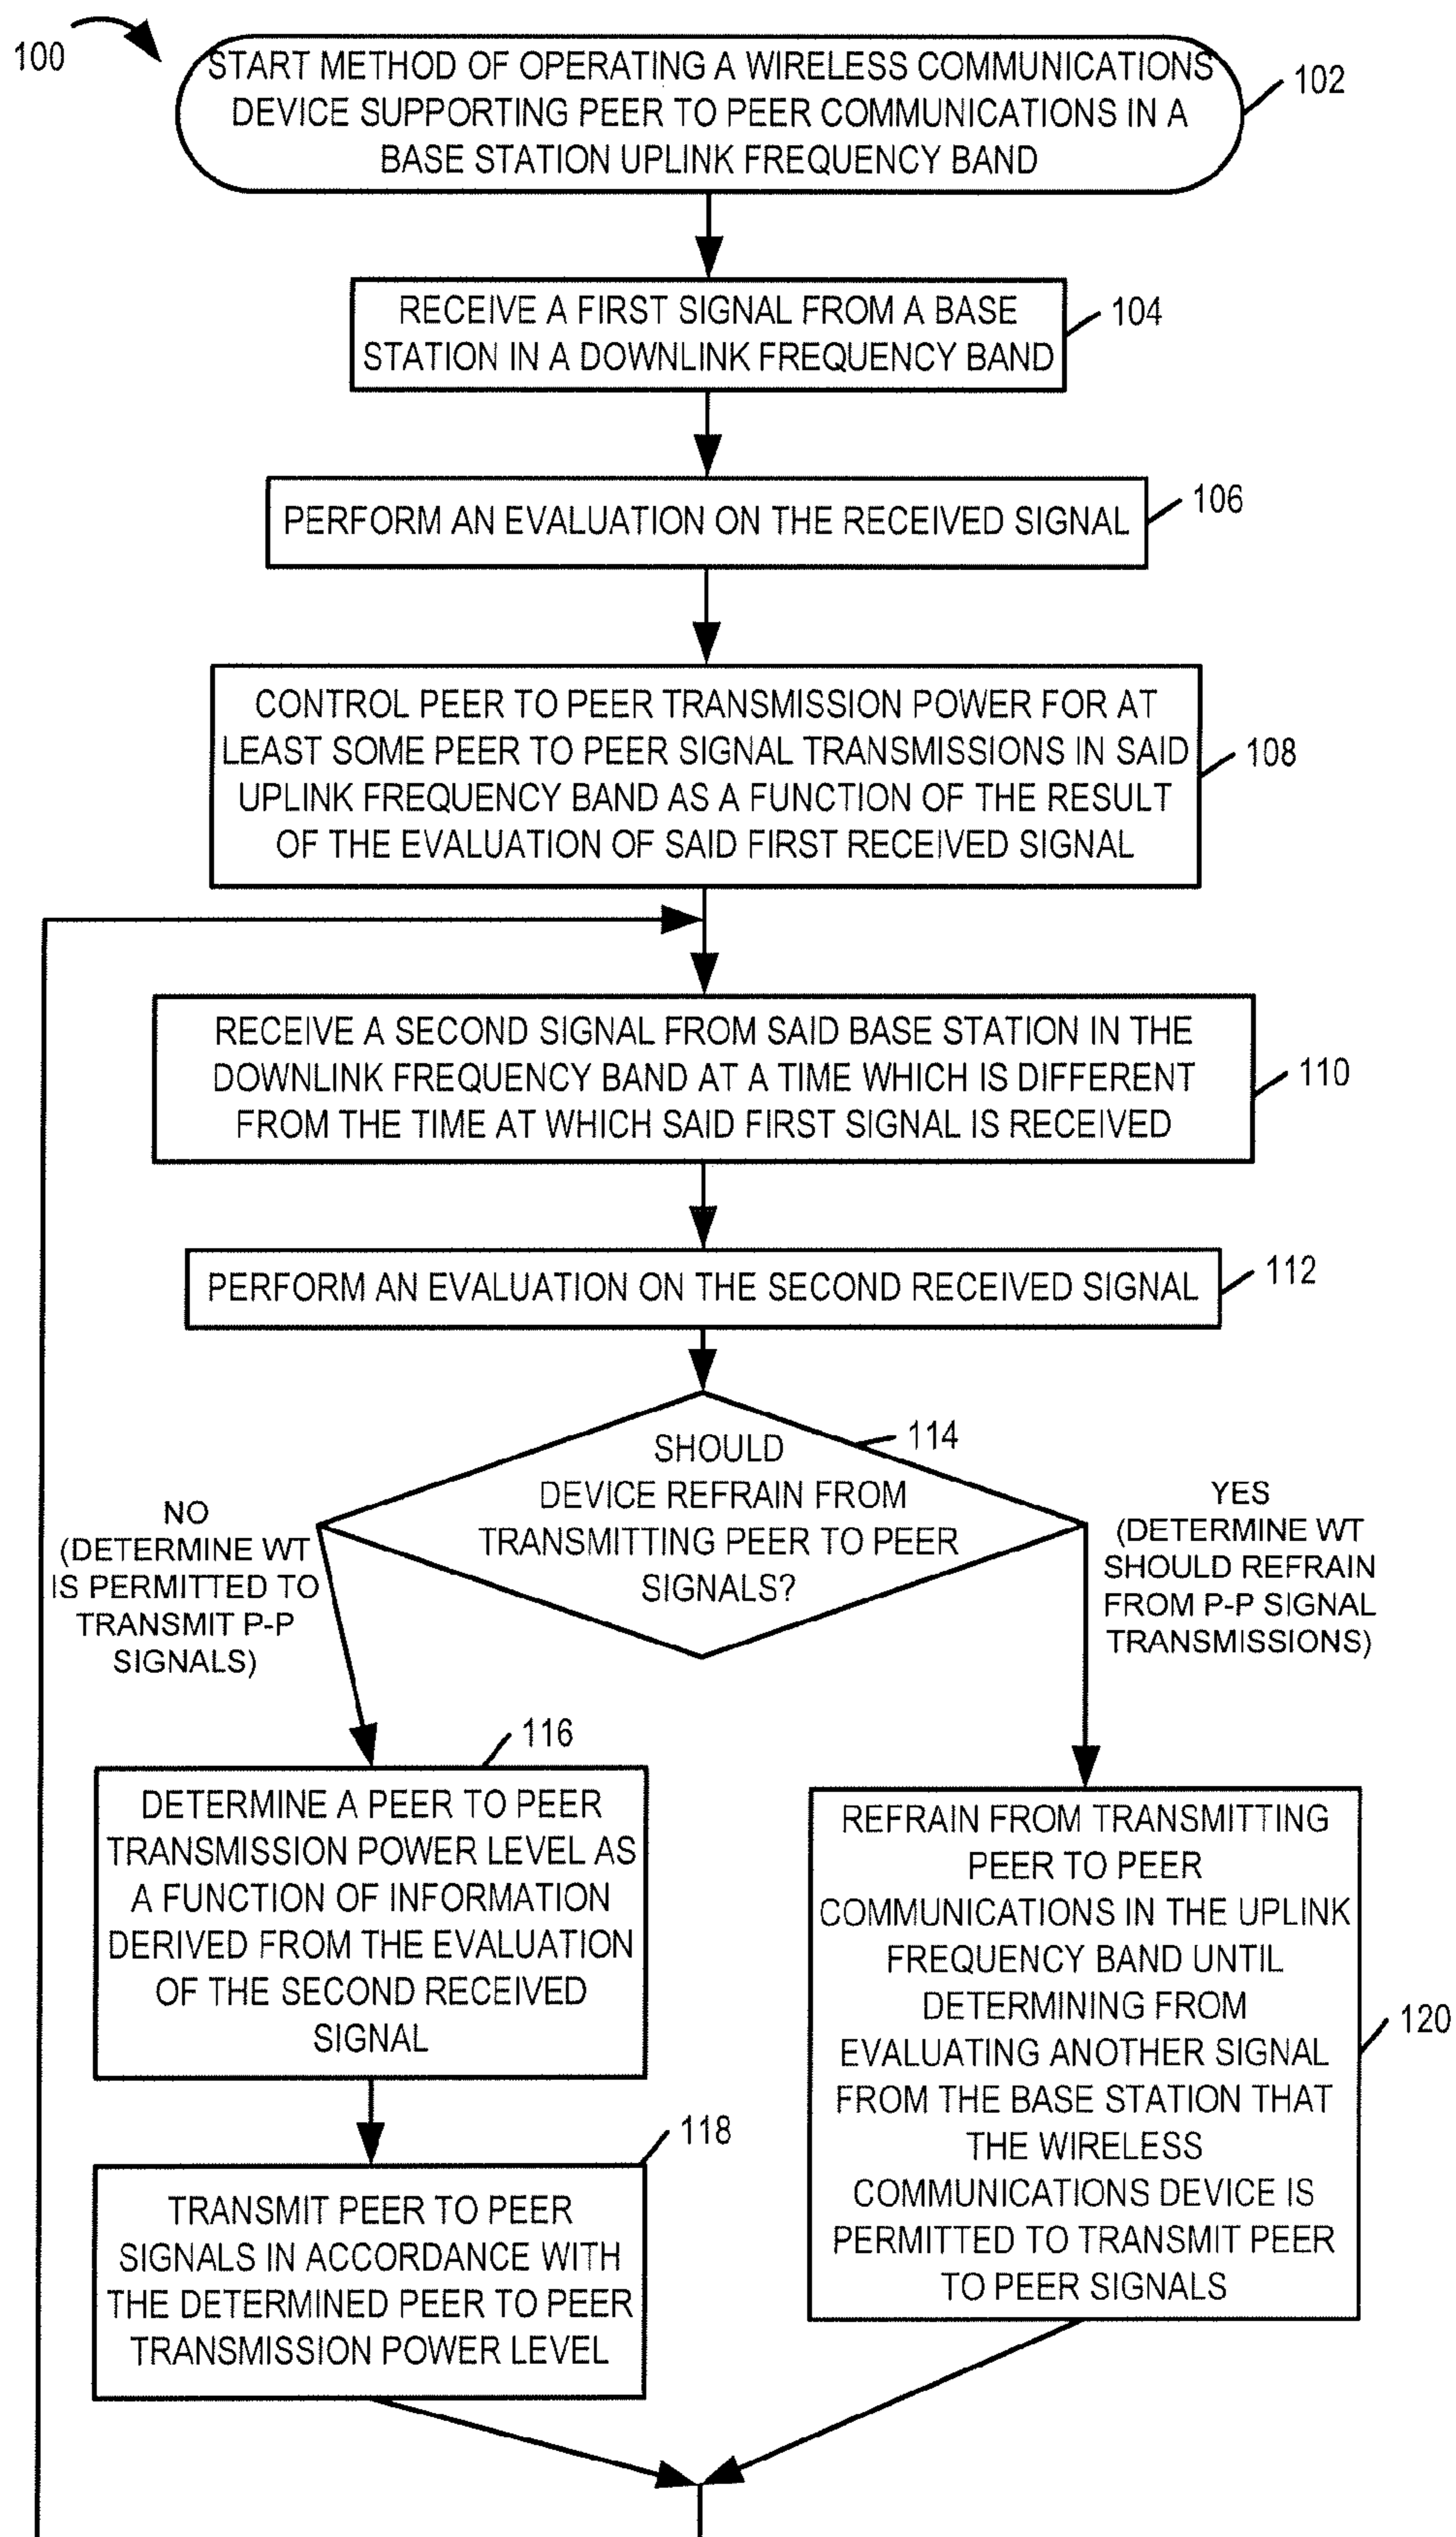 100
START METHOD OF OPERATING A WIRELESS COMMUNICATIONS
DEVICE SUPPORTING PEER TO PEER COMMUNICATIONS IN A
BASE STATION UPLINK FREQUENCY BAND
102
RECEIVE A FIRST SIGNAL FROM A BASE
STATION IN A DOWNLINK FREQUENCY BAND
104
PERFORM AN EVALUATION ON THE RECEIVED SIGNAL
106
CONTROL PEER TO PEER TRANSMISSION POWER FOR AT
LEAST SOME PEER TO PEER SIGNAL TRANSMISSIONS IN SAID
UPLINK FREQUENCY BAND AS A FUNCTION OF THE RESULT
OF THE EVALUATION OF SAID FIRST RECEIVED SIGNAL
108
RECEIVE A SECOND SIGNAL FROM SAID BASE STATION IN THE
DOWNLINK FREQUENCY BAND AT A TIME WHICH IS DIFFERENT
FROM THE TIME AT WHICH SAID FIRST SIGNAL IS RECEIVED
110
PERFORM AN EVALUATION ON THE SECOND RECEIVED SIGNAL
112
SHOULD
DEVICE REFRAIN FROM
TRANSMITTING PEER TO PEER
SIGNALS?
114
NO
(DETERMINE WT
IS PERMITTED TO
TRANSMIT P-P
SIGNALS)
YES
(DETERMINE WT
SHOULD REFRAIN
FROM P-P SIGNAL
TRANSMISSIONS)
116
DETERMINE A PEER TO PEER
TRANSMISSION POWER LEVEL AS
A FUNCTION OF INFORMATION
DERIVED FROM THE EVALUATION
OF THE SECOND RECEIVED
SIGNAL
118
TRANSMIT PEER TO PEER
SIGNALS IN ACCORDANCE WITH
THE DETERMINED PEER TO PEER
TRANSMISSION POWER LEVEL
REFRAIN FROM TRANSMITTING
PEER TO PEER
COMMUNICATIONS IN THE UPLINK
FREQUENCY BAND UNTIL
DETERMINING FROM
EVALUATING ANOTHER SIGNAL
FROM THE BASE STATION THAT
THE WIRELESS
COMMUNICATIONS DEVICE IS
PERMITTED TO TRANSMIT PEER
TO PEER SIGNALS
120